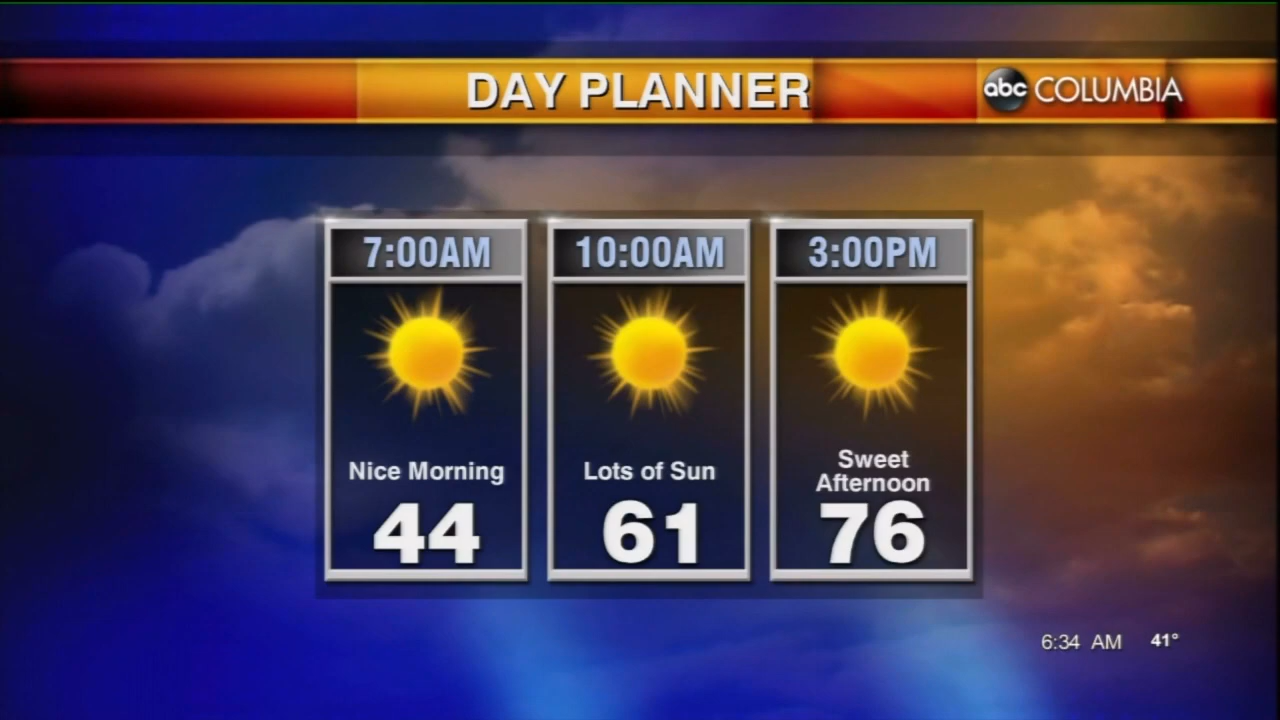 DAY PLANNER
abc COLUMBIA
7:00AM
Nice Morning
44
10:00AM
Lots of Sun
61
3:00PM
Sweet
Afternoon
76
6:34 AM 41°